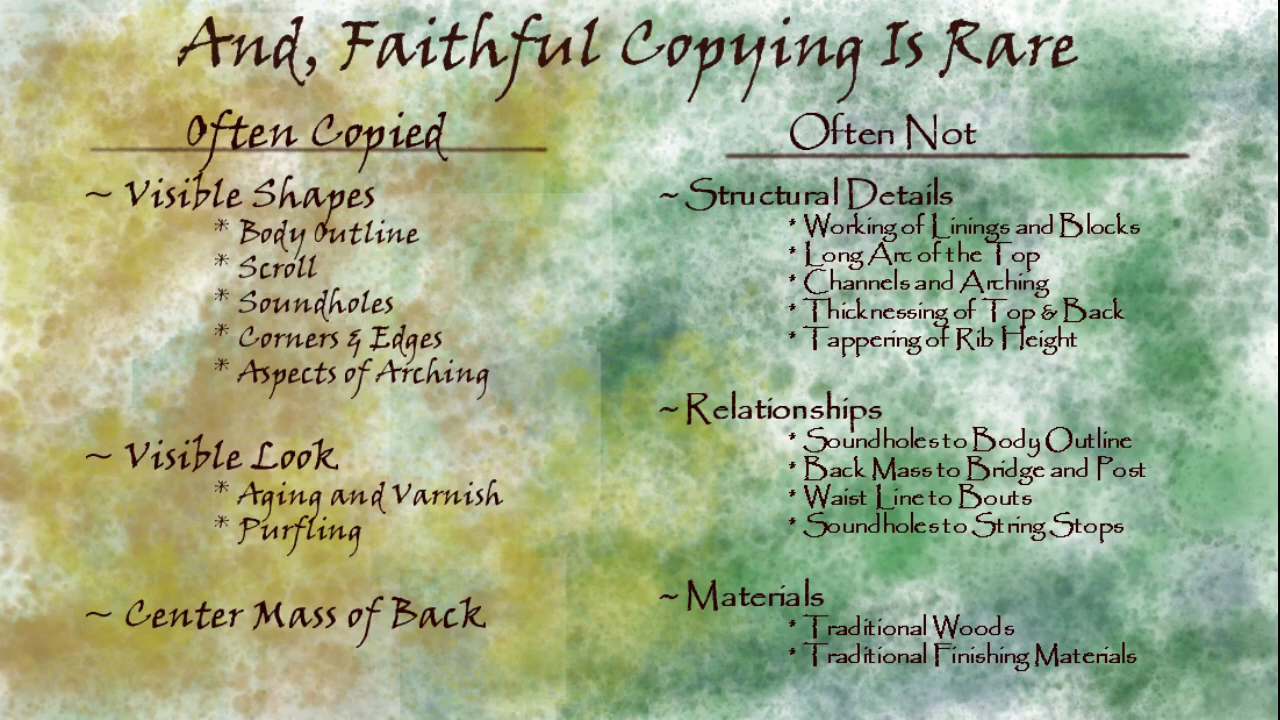 And, Faithful Copying Is Rare
Often Copied
~ Visible Shapes
* Body Outline
* Scroll
* Soundholes
* Corners & Edges
* Aspects of Arching
~ Visible Look
* Aging and Varnish
* Purfling
~ Center Mass of Back
Often Not
~ Structural Details
* Working of Linings and Blocks
* Long Arc of the Top
* Channels and Arching
* Thicknessing of Top & Back
* Tappering of Rib Height
~ Relationships
* Soundholes to Body Outline
* Back Mass to Bridge and Post
* Waist Line to Bouts
* Soundholes to String Stops
~ Materials
* Traditional Woods
* Traditional Finishing Materials